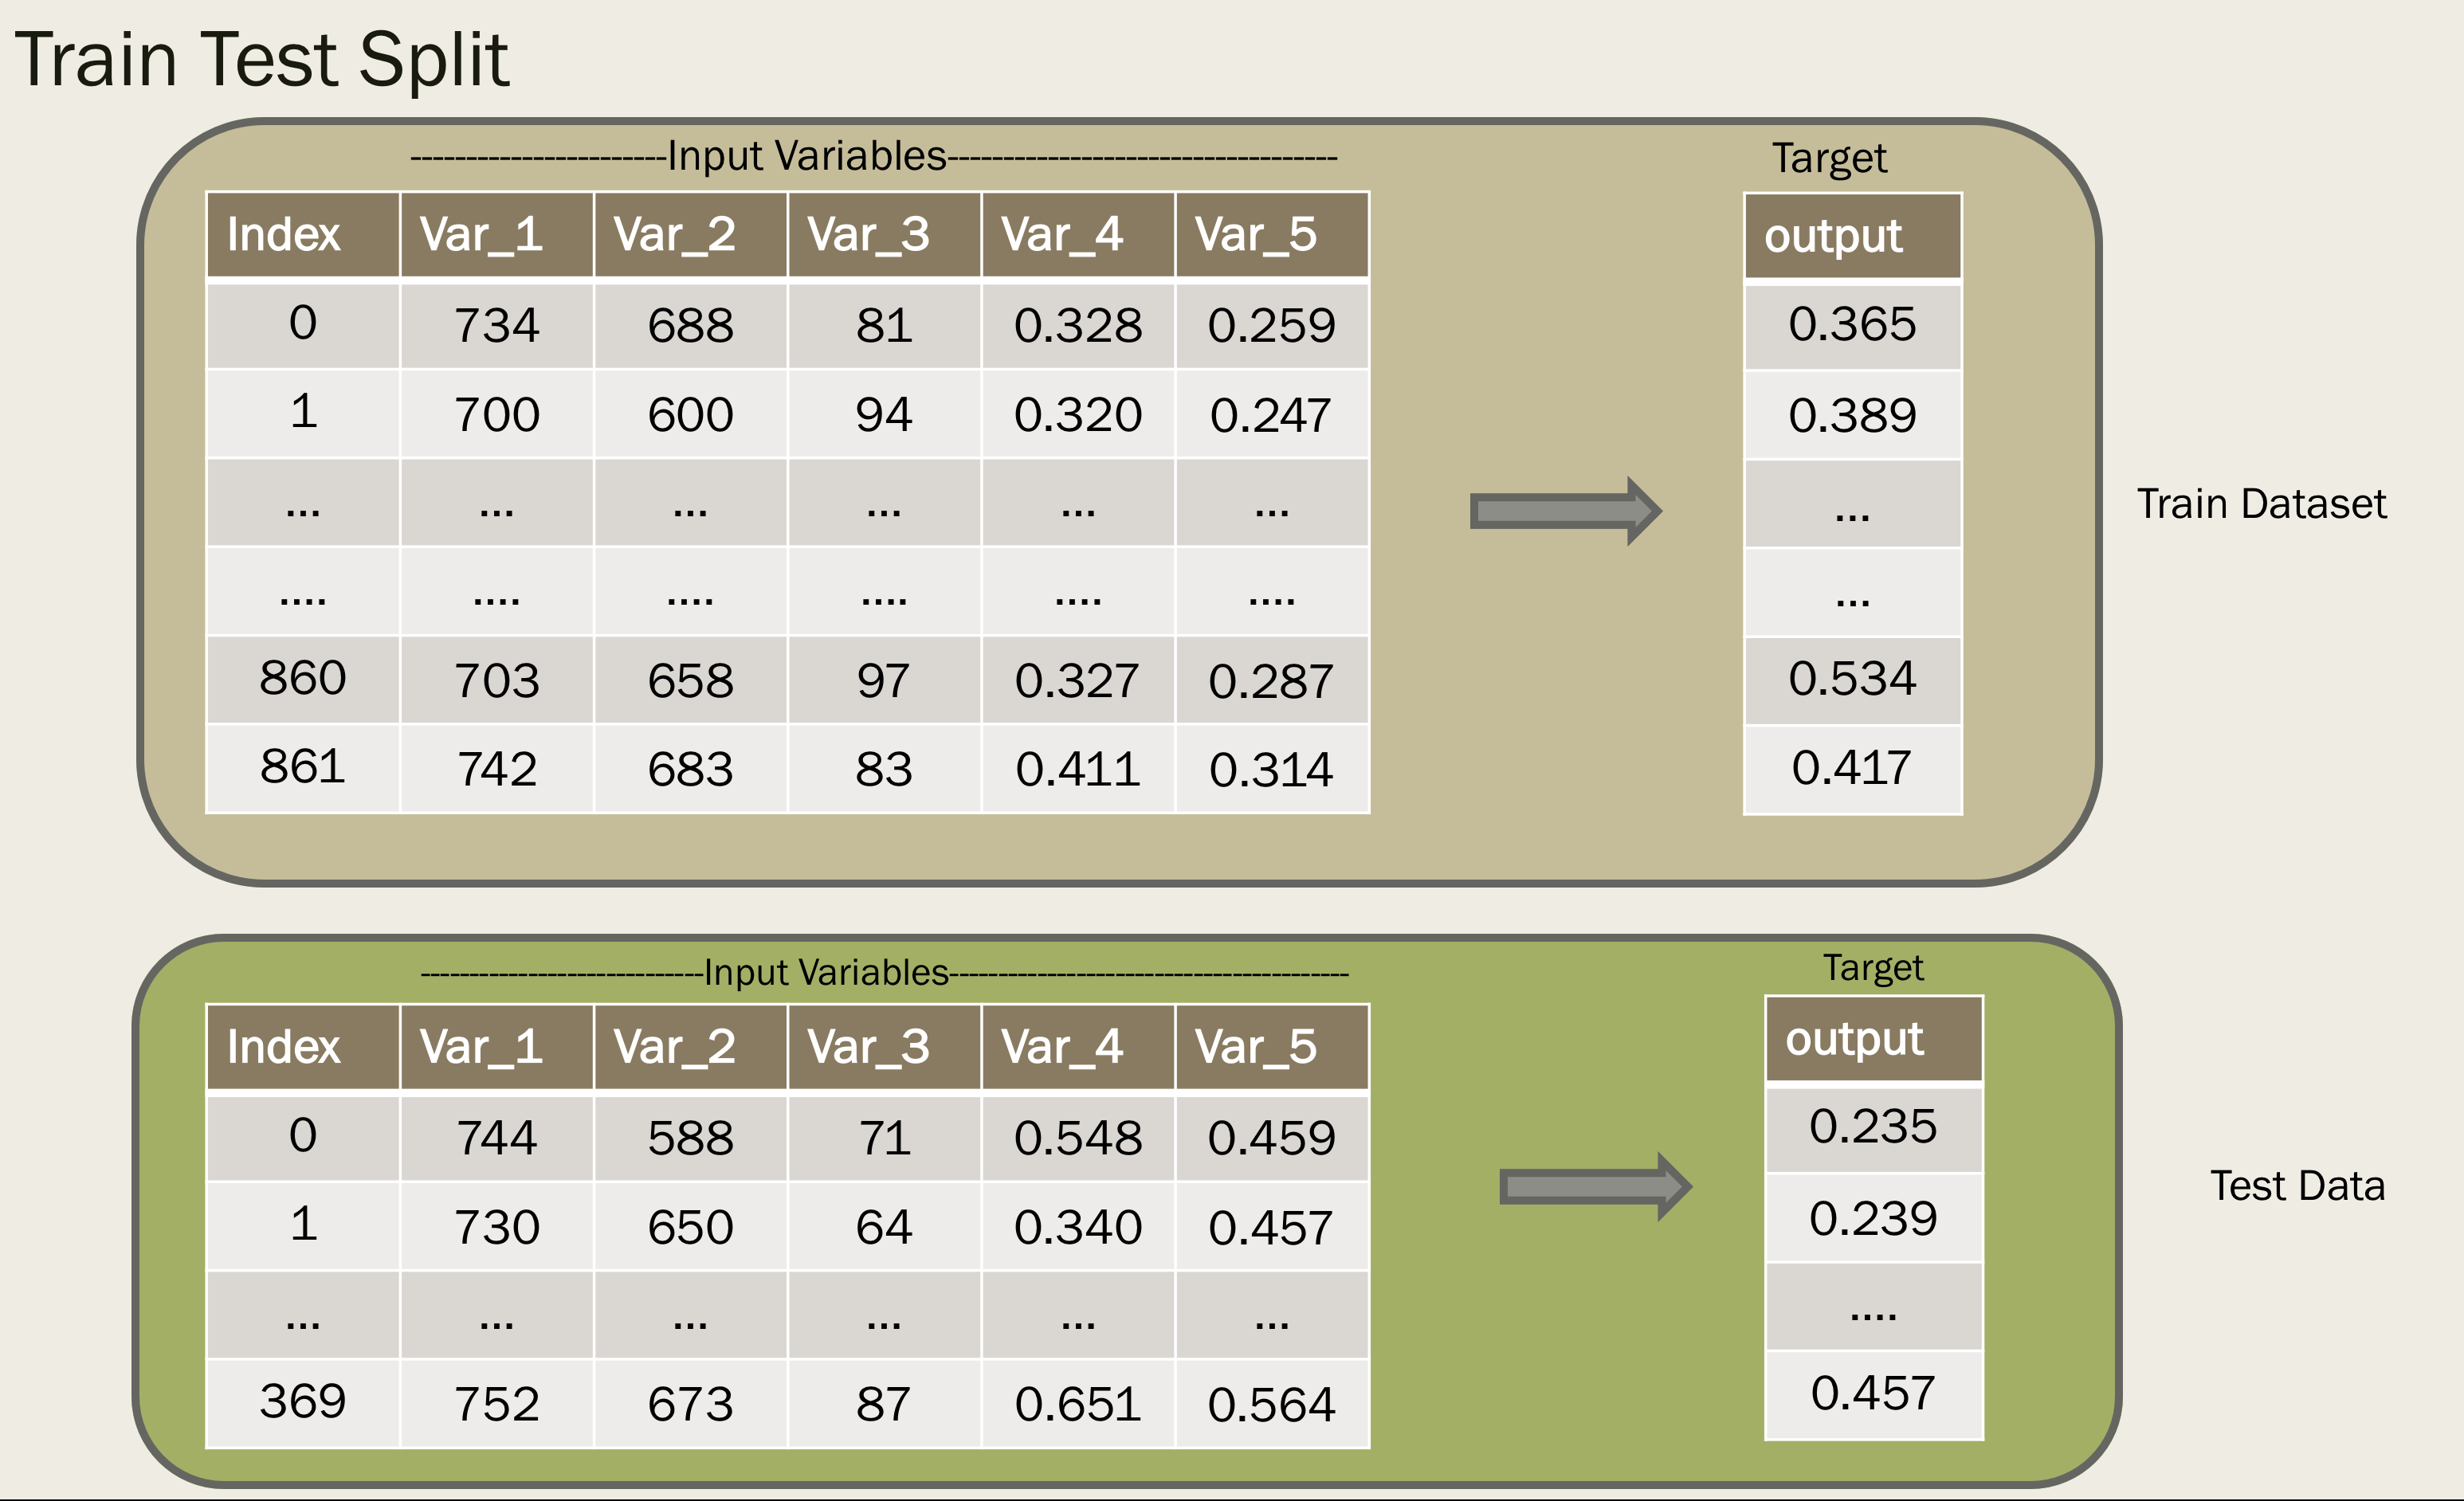 Train Test Split
-----------------------Input Variables-----------------------------------
Target
Index Var_1 Var_2 Var_3 Var_4 Var_5 output
0 734 688 81 0.328 0.259 0.365
1 700 600 94 0.320 0.247 0.389
... ... ... ... ... ... ...
.... .... .... .... .... .... ...
860 703 658 97 0.327 0.287 0.534
861 742 683 83 0.411 0.314 0.417
Train Dataset
-----------------------------Input Variables-----------------------------------------
Target
Index Var_1 Var_2 Var_3 Var_4 Var_5 output
0 744 588 71 0.548 0.459 0.235
1 730 650 64 0.340 0.457 0.239
... ... ... ... ... ... ....
369 752 673 87 0.651 0.564 0.457
Test Data